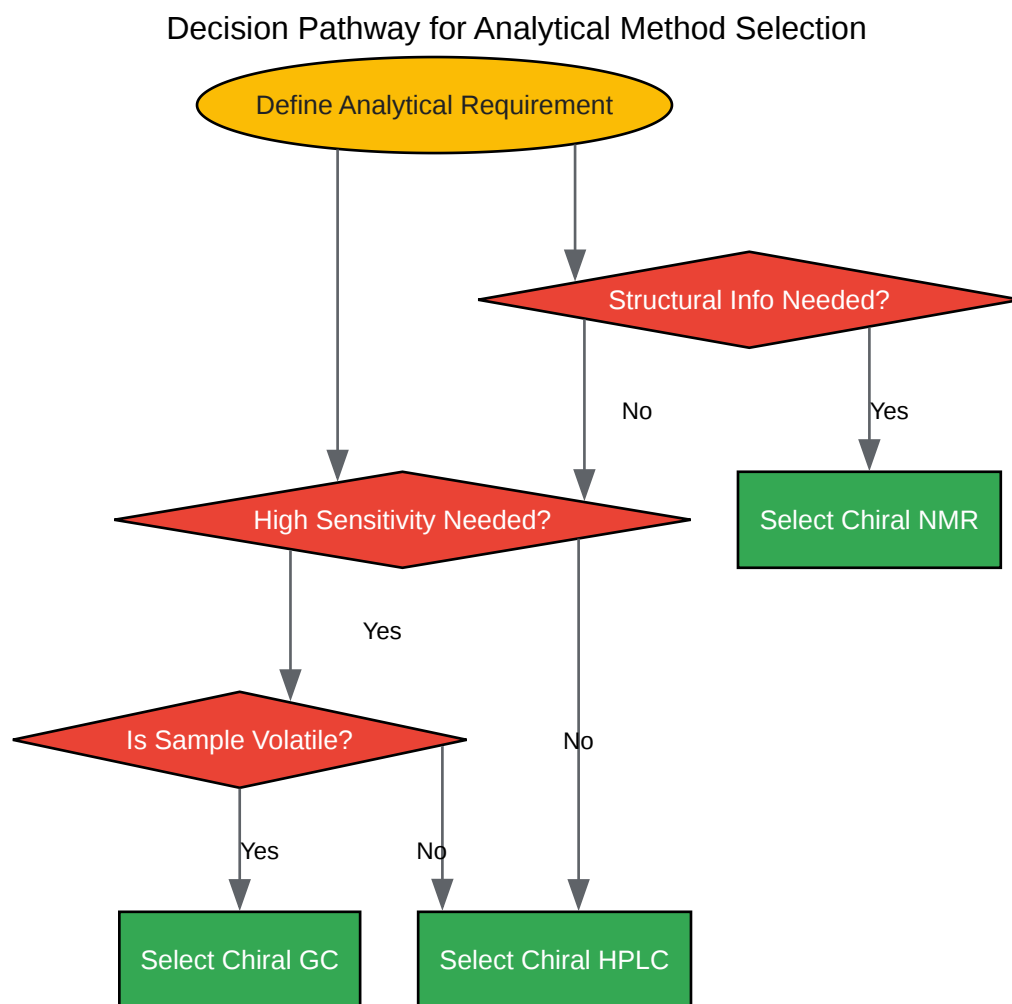 Decision Pathway for Analytical Method Selection
Define Analytical Requirement
Structural Info Needed?
No
Yes
High Sensitivity Needed?
Select Chiral NMR
Yes
Is Sample Volatile?
No
Yes
No
Select Chiral GC
Select Chiral HPLC